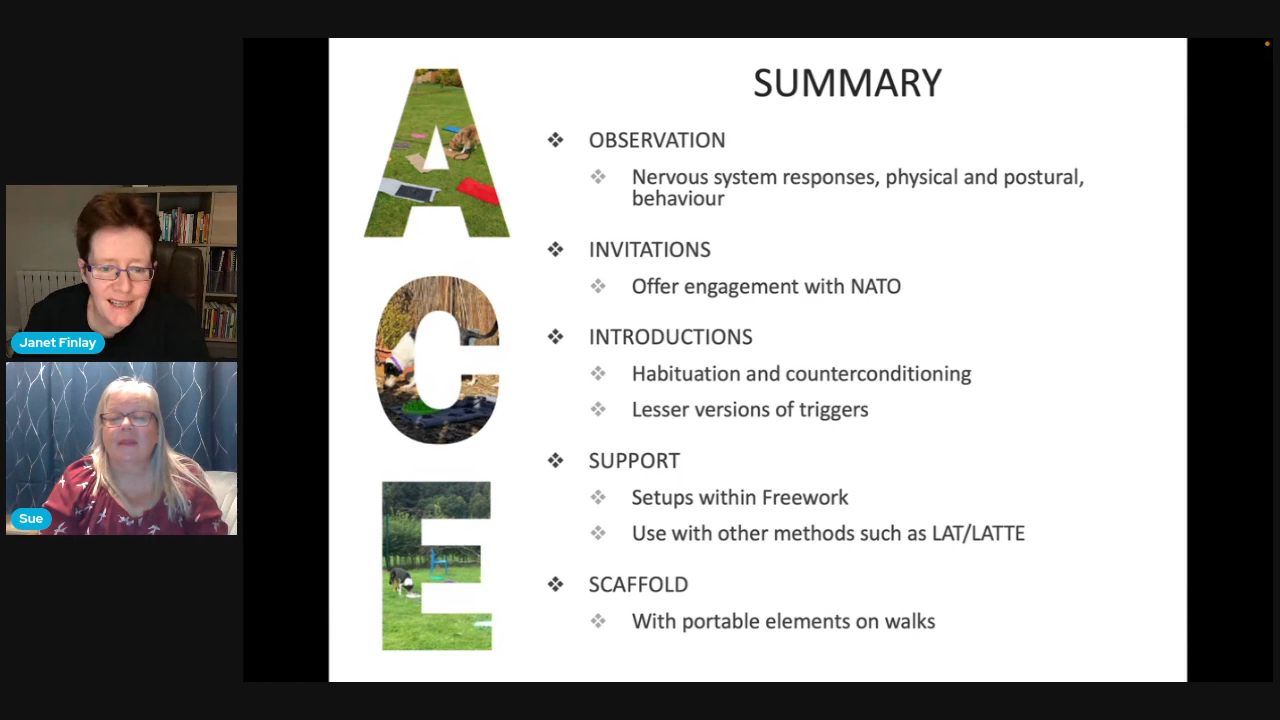 SUMMARY
❖ OBSERVATION
❖ Nervous system responses, physical and postural,
behaviour
❖ INVITATIONS
❖ Offer engagement with NATO
❖ INTRODUCTIONS
❖ Habituation and counterconditioning
❖ Lesser versions of triggers
❖ SUPPORT
❖ Setups within Freework
❖ Use with other methods such as LAT/LATTE
❖ SCAFFOLD
❖ With portable elements on walks
A
C
E
Janet Finlay
Sue